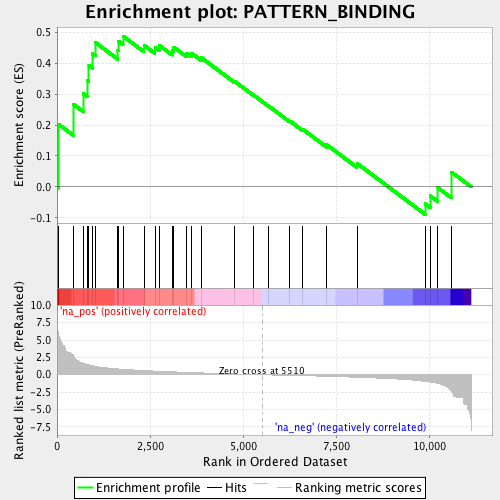 Enrichment plot: PATTERN_BINDING
Enrichment score (ES)
0.5
0.4
0.3
0.2
0.1
0.0
-0.1
Ranked list metric (PreRanked)
10.0
7.5
5.0
2.5
0.0
-2.5
-5.0
-7.5
'na_pos' (positively correlated)
Zero cross at 5510
'na_neg' (negatively correlated)
0
2,500
5,000
7,500
10,000
Rank in Ordered Dataset
Enrichment profile
Hits
Ranking metric scores